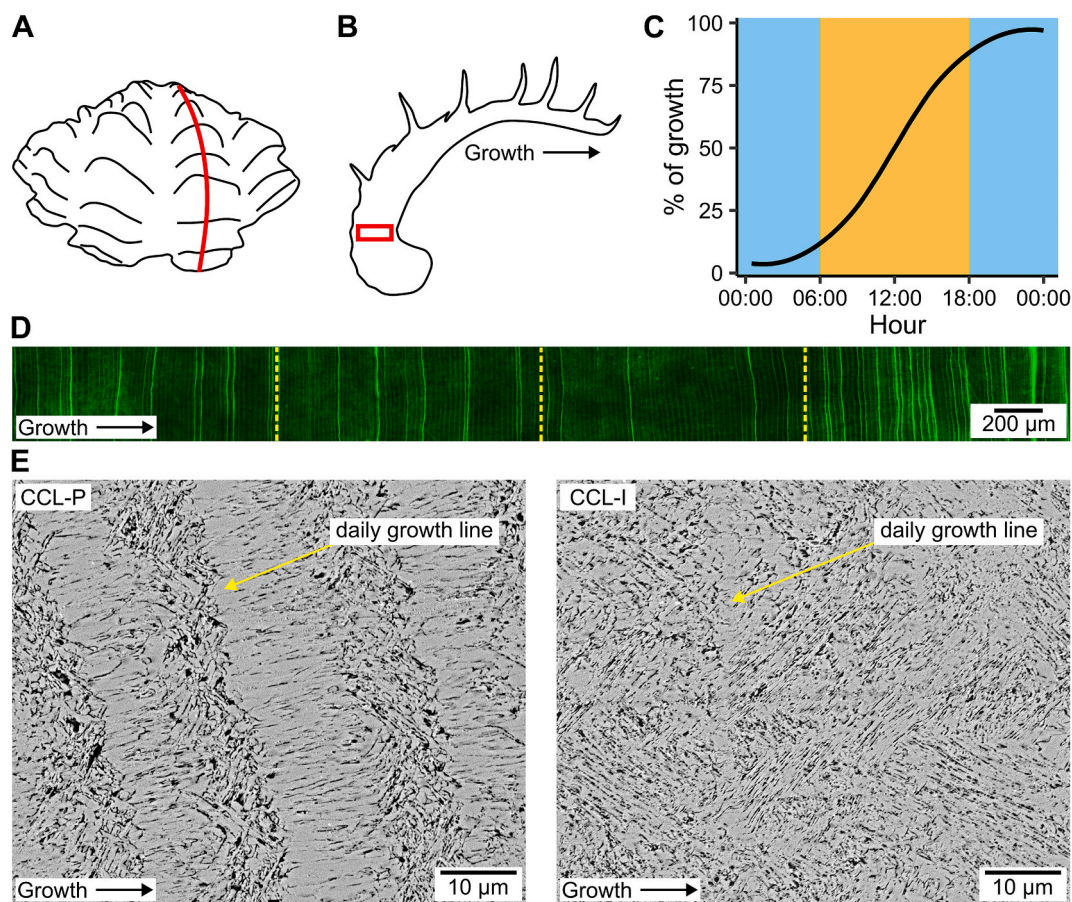 A
B
C
Growth
% of growth
100
75
50
25
0
00:00 06:00 12:00 18:00 00:00
Hour
D
Growth
200 μm
E
CCL-P
daily growth line
Growth
10 μm
CCL-I
daily growth line
Growth
10 μm